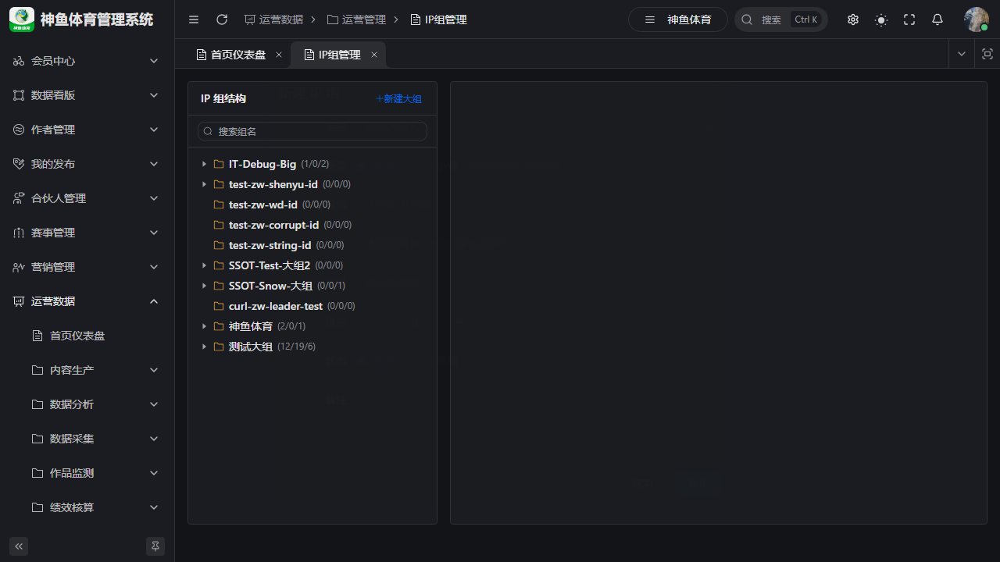 神鱼体育管理系统
运营数据
运营管理
IP组管理
神鱼体育
搜索
Ctrl K
首页仪表盘
IP组管理
会员中心
数据看版
作者管理
我的发布
合伙人管理
赛事管理
营销管理
运营数据
首页仪表盘
内容生产
数据分析
数据采集
作品监测
绩效核算
IP 组结构
新建大组
搜索组名
IT-Debug-Big (1/0/2)
test-zw-shenyu-id (0/0/0)
test-zw-wd-id (0/0/0)
test-zw-corrupt-id (0/0/0)
test-zw-string-id (0/0/0)
SSOT-Test-大组2 (0/0/0)
SSOT-Snow-大组 (0/0/1)
curl-zw-leader-test (0/0/0)
神鱼体育 (2/0/1)
测试大组 (12/19/6)